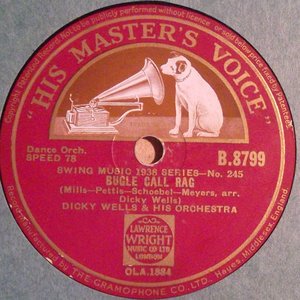 "HIS MASTER'S VOICE"
Dance Orch.
SPEED 78
B.8799
SWING MUSIC 1938 SERIES—No. 245
BUGLE CALL RAG
(Mills—Pettis—Schoebel—Meyers, arr.
Dicky Wells)
DICKY WELLS & HIS ORCHESTRA
LAWRENCE
WRIGHT
MUSIC CO LTD
LONDON
OLA.1884
THE GRAMOPHONE CO. LTD., Hayes, Middlesex, England